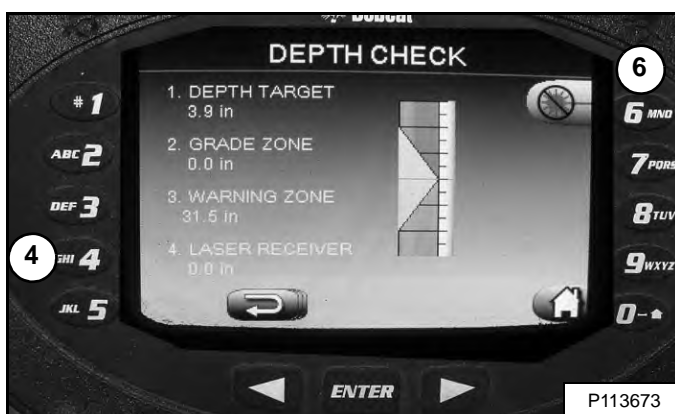 Bobcat
DEPTH CHECK
1. DEPTH TARGET
3.9 in
2. GRADE ZONE
0.0 in
3. WARNING ZONE
31.5 in
4. LASER RECEIVER
0.0 in
# 1
ABC 2
DEF 3
4
GHI 4
JKL 5
6
6 MNO
7 PQRS
8 TUV
9 WXYZ
0
ENTER
P113673